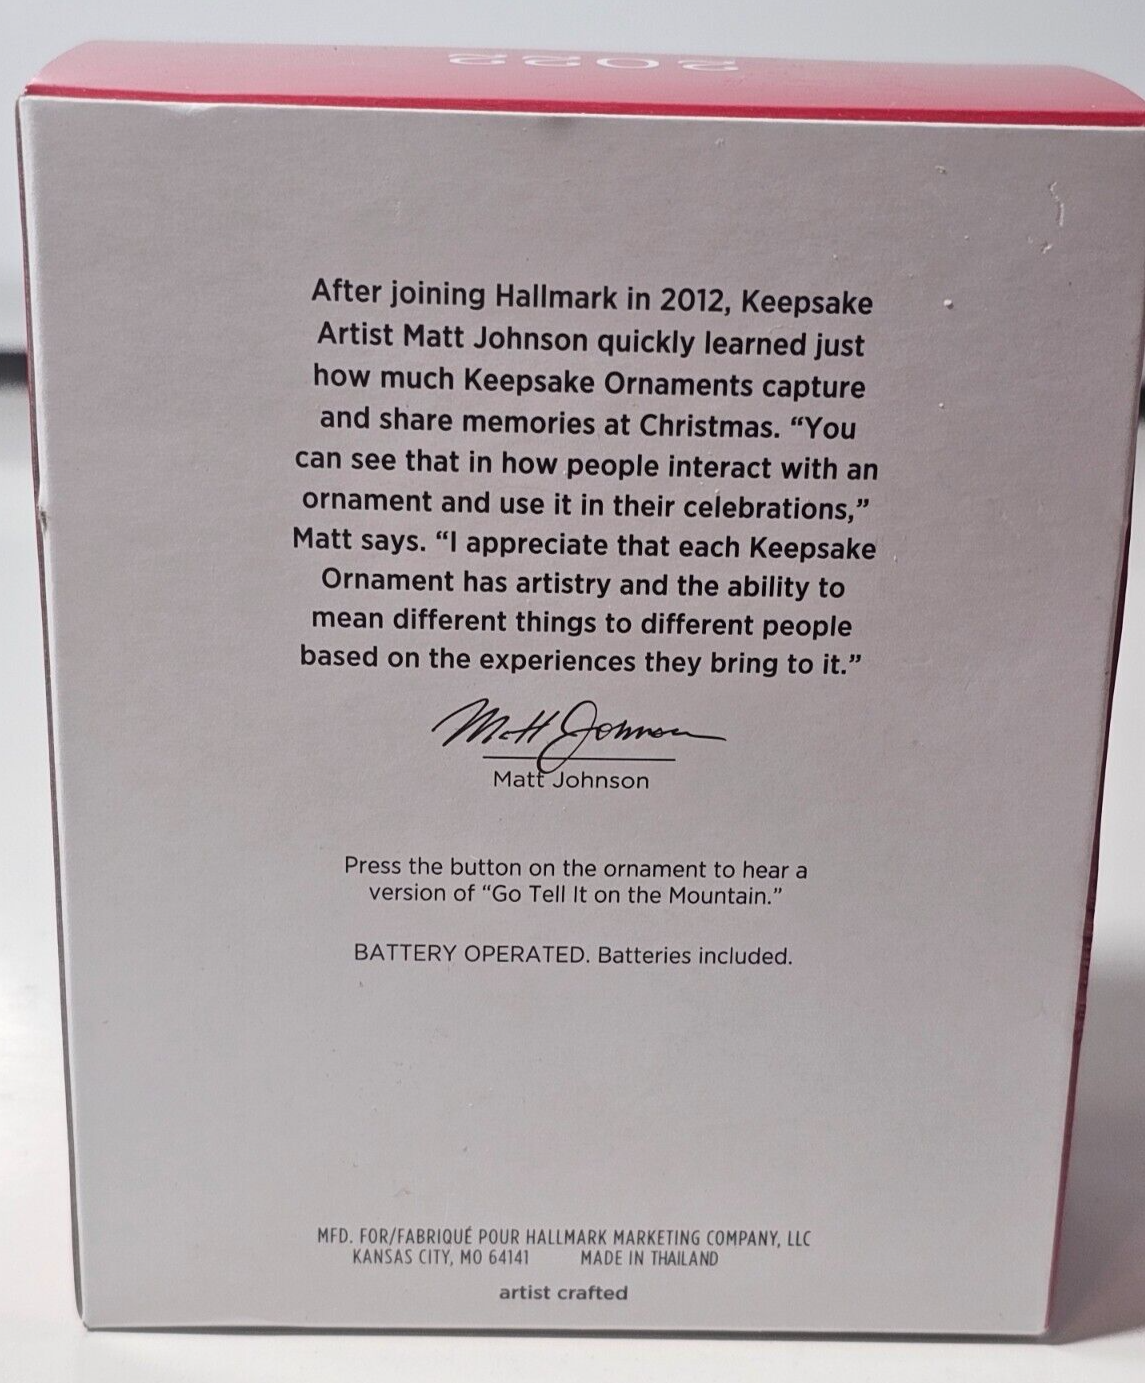 2022
After joining Hallmark in 2012, Keepsake
Artist Matt Johnson quickly learned just
how much Keepsake Ornaments capture
and share memories at Christmas. “You
can see that in how people interact with an
ornament and use it in their celebrations,”
Matt says. “I appreciate that each Keepsake
Ornament has artistry and the ability to
mean different things to different people
based on the experiences they bring to it.”
Matt Johnson
Matt Johnson
Press the button on the ornament to hear a
version of “Go Tell It on the Mountain.”
BATTERY OPERATED. Batteries included.
MFD. FOR/FABRIQUÉ POUR HALLMARK MARKETING COMPANY, LLC
KANSAS CITY, MO 64141 MADE IN THAILAND
artist crafted